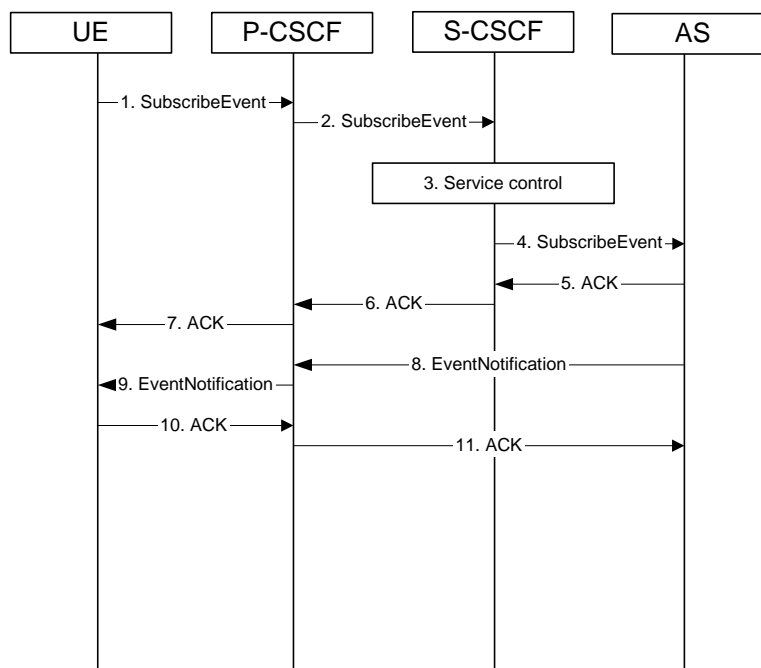 UE
P-CSCF
S-CSCF
AS
1. SubscribeEvent
2. SubscribeEvent
3. Service control
4. SubscribeEvent
5. ACK
6. ACK
7. ACK
8. EventNotification
9. EventNotification
10. ACK
11. ACK